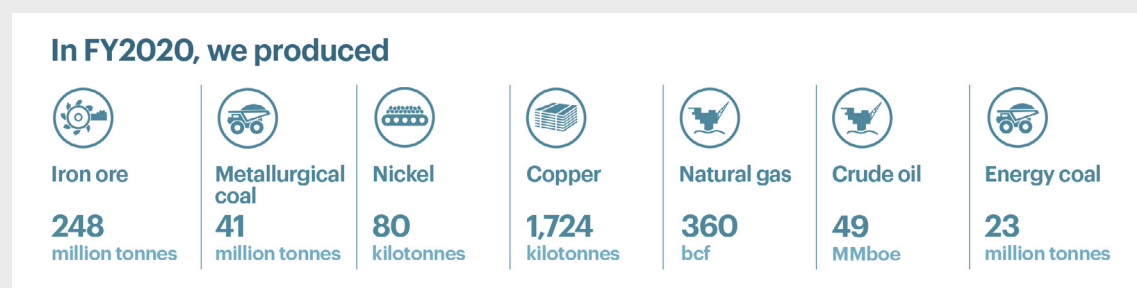 In FY2020, we produced
Iron ore
248
million tonnes
Metallurgical
coal
41
million tonnes
Nickel
80
kilotonnes
Copper
1,724
kilotonnes
Natural gas
360
bcf
Crude oil
49
MMboe
Energy coal
23
million tonnes